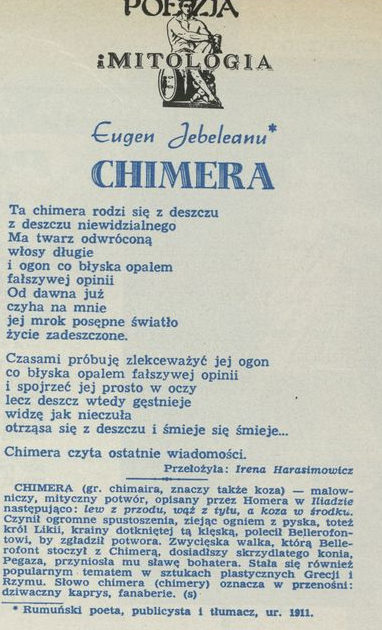 POEZJA
i MITOLOGIA
Eugen Jebeleanu*
CHIMERA
Ta chimera rodzi się z deszczu
z deszczu niewidzialnego
Ma twarz odwróconą
włosy długie
i ogon co błyska opalem
fałszywej opinii
Od dawna już
czyha na mnie
jej mrok posępne światło
życie zadeszczone.
Czasami próbuję zlekceważyć jej ogon
co błyska opalem fałszywej opinii
i spojrzeć jej prosto w oczy
lecz deszcz wtedy gęstnieje
widzę jak nieczuła
otrząsa się z deszczu i śmieje się śmieje...
Chimera czyta ostatnie wiadomości.
Przełożyła: Irena Harasimowicz
CHIMERA (gr. chimaira, znaczy także koza) — malow-
niczy, mityczny potwór, opisany przez Homera w Iliadzie
następująco: lew z przodu, wąż z tyłu, a koza w środku.
Czynił ogromne spustoszenia, ziejąc ogniem z pyska, toteż
król Likii, krainy dotkniętej tą klęską, polecił Bellerofon-
towi, by zgładził potwora. Zwycięska walka, którą Belle-
rofont stoczył z Chimerą, dosiadłszy skrzydlatego konia,
Pegaza, przyniosła mu sławę bohatera. Stała się również
popularnym tematem w sztukach plastycznych Grecji i
Rzymu. Słowo chimera (chimery) oznacza w przenośni:
dziwaczny kaprys, fanaberie. (s)
* Rumuński poeta, publicysta i tłumacz, ur. 1911.